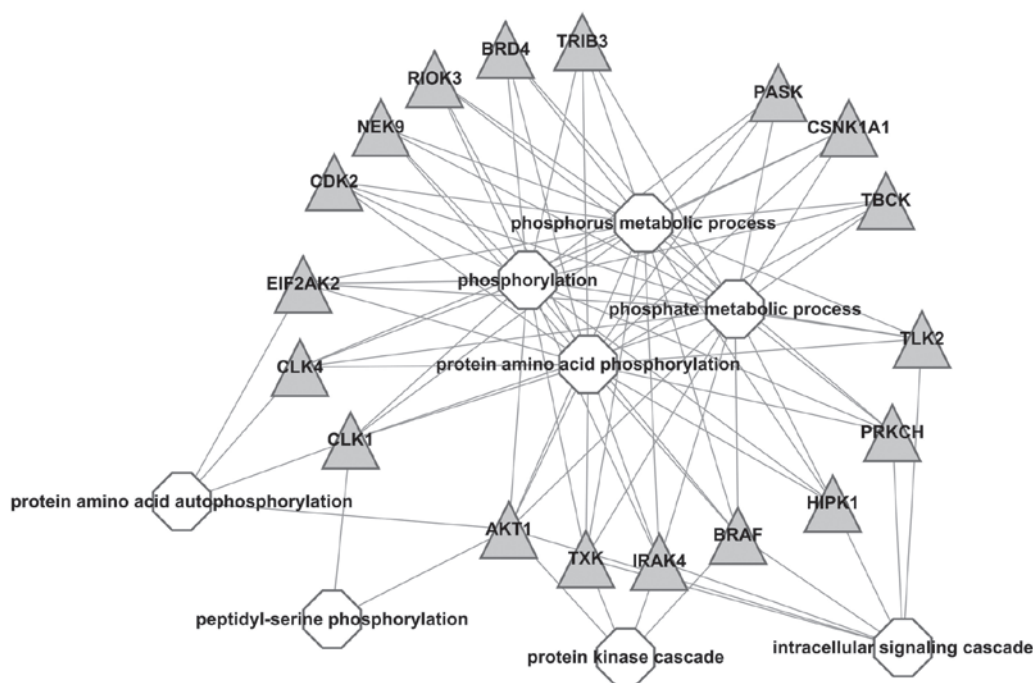 BRD4
TRIB3
RIOK3
PASK
NEK9
CSNK1A1
CDK2
TBCK
phosphorus metabolic process
EIF2AK2
phosphorylation
phosphate metabolic process
TLK2
CLK4
protein amino acid phosphorylation
CLK1
PRKCH
protein amino acid autophosphorylation
HIPK1
AKT1
TXK
IRAK4
BRAF
peptidyl-serine phosphorylation
protein kinase cascade
intracellular signaling cascade